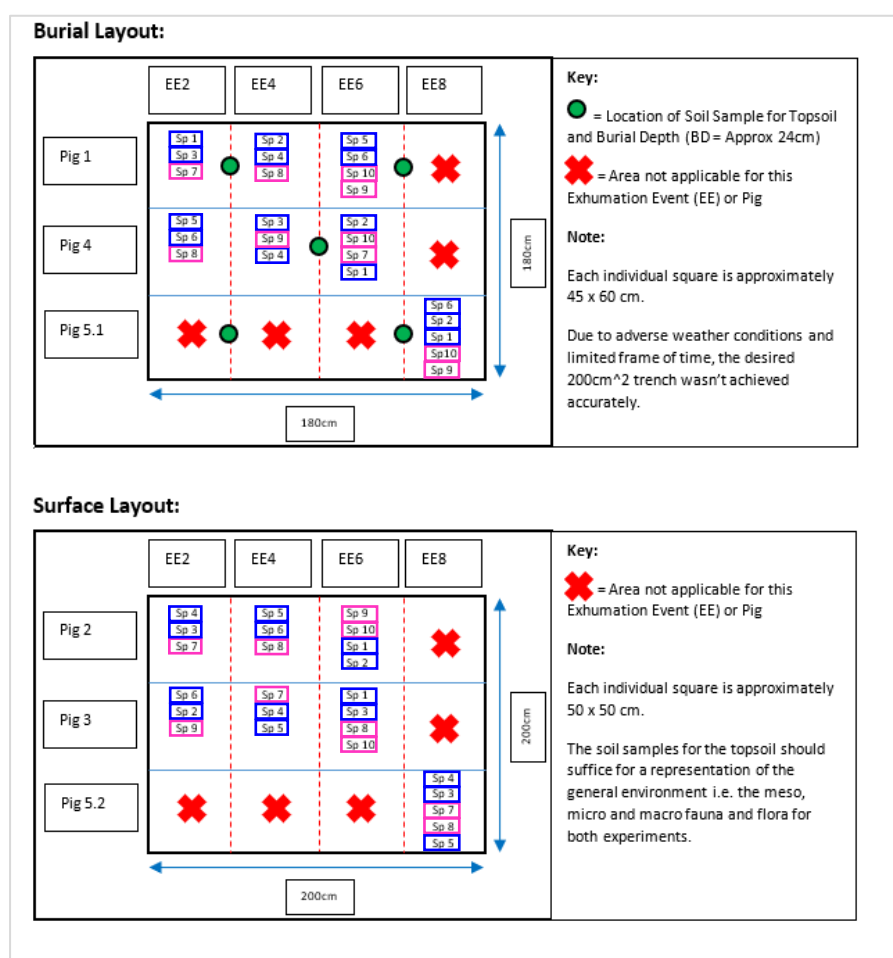 Burial Layout:
EE2 EE4 EE6 EE8
Key:
= Location of Soil Sample for Topsoil
and Burial Depth (BD = Approx 24cm)
= Area not applicable for this
Exhumation Event (EE) or Pig
Note:
Each individual square is approximately
45 x 60 cm.
Due to adverse weather conditions and
limited frame of time, the desired
200cm^2 trench wasn't achieved
accurately.
Pig 1
Sp 1
Sp 3
Sp 7
Sp 2
Sp 4
Sp 8
Sp 5
Sp 6
Sp 10
Sp 9
Pig 4
Sp 5
Sp 6
Sp 8
Sp 3
Sp 9
Sp 4
Sp 2
Sp 10
Sp 7
Sp 1
Pig 5.1
Sp 6
Sp 2
Sp 1
Sp10
Sp 9
180cm
180cm
Surface Layout:
EE2 EE4 EE6 EE8
Key:
= Area not applicable for this
Exhumation Event (EE) or Pig
Note:
Each individual square is approximately
50 x 50 cm.
The soil samples for the topsoil should
suffice for a representation of the
general environment i.e. the meso,
micro and macro fauna and flora for
both experiments.
Pig 2
Sp 4
Sp 3
Sp 7
Sp 5
Sp 6
Sp 8
Sp 9
Sp 10
Sp 1
Sp 2
Pig 3
Sp 6
Sp 2
Sp 9
Sp 7
Sp 4
Sp 5
Sp 1
Sp 3
Sp 8
Sp 10
Pig 5.2
Sp 4
Sp 3
Sp 7
Sp 8
Sp 5
200cm
200cm